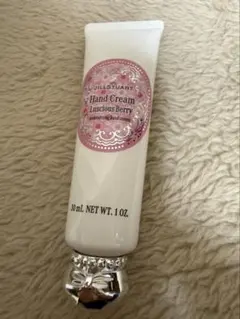 JILLSTUART
Hand Cream
Luscious Berry
30 mL NET WT. 1 OZ.